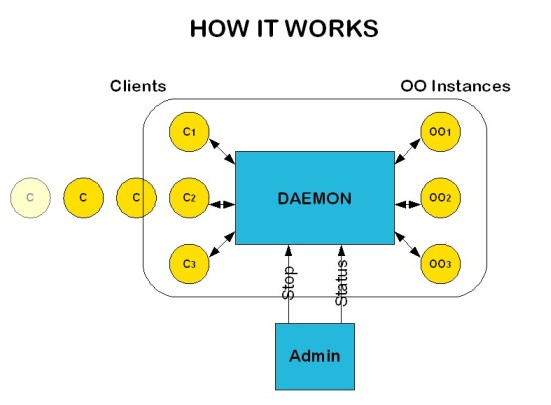 HOW IT WORKS
Clients
OO Instances
C1
OO1
C
C
C
C2
DAEMON
OO2
C3
OO3
Stop
Status
Admin